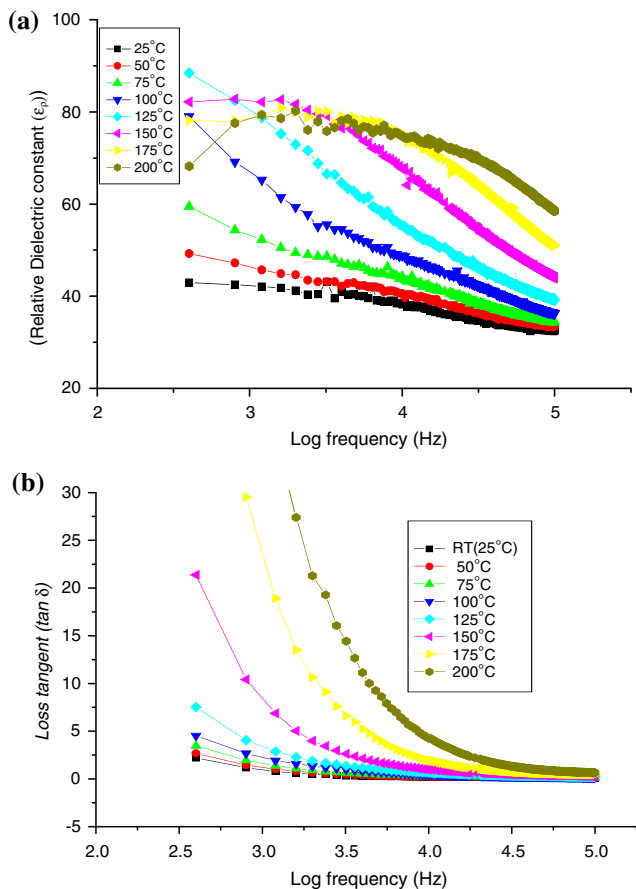 (a)
100
80
60
40
20
(Relative Dielectric constant (ερ))
25°C
50°C
75°C
100°C
125°C
150°C
175°C
200°C
2 3 4 5
Log frequency (Hz)
(b)
30
25
20
15
10
5
0
-5
Loss tangent (tan δ)
RT(25°C)
50°C
75°C
100°C
125°C
150°C
175°C
200°C
2.0 2.5 3.0 3.5 4.0 4.5 5.0
Log frequency (Hz)